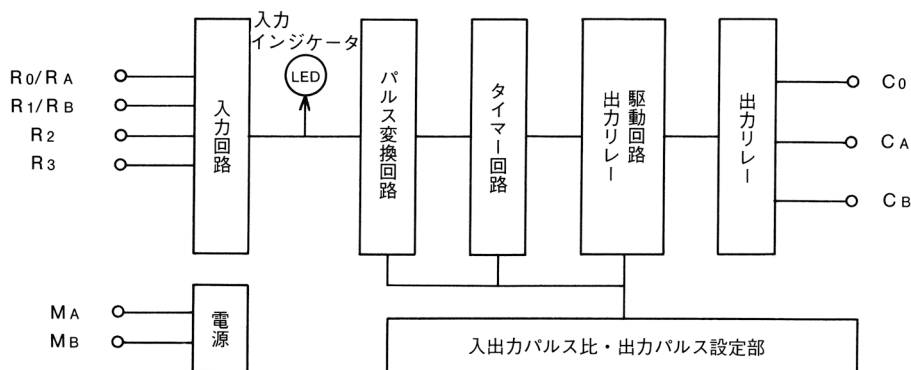 入力
インジケータ
LED
R0/RA
R1/RB
R2
R3
入力回路
パルス変換回路
タイマー回路
駆動回路
出力リレー
出力リレー
C0
CA
CB
MA
MB
電源
入出力パルス比・出力パルス設定部